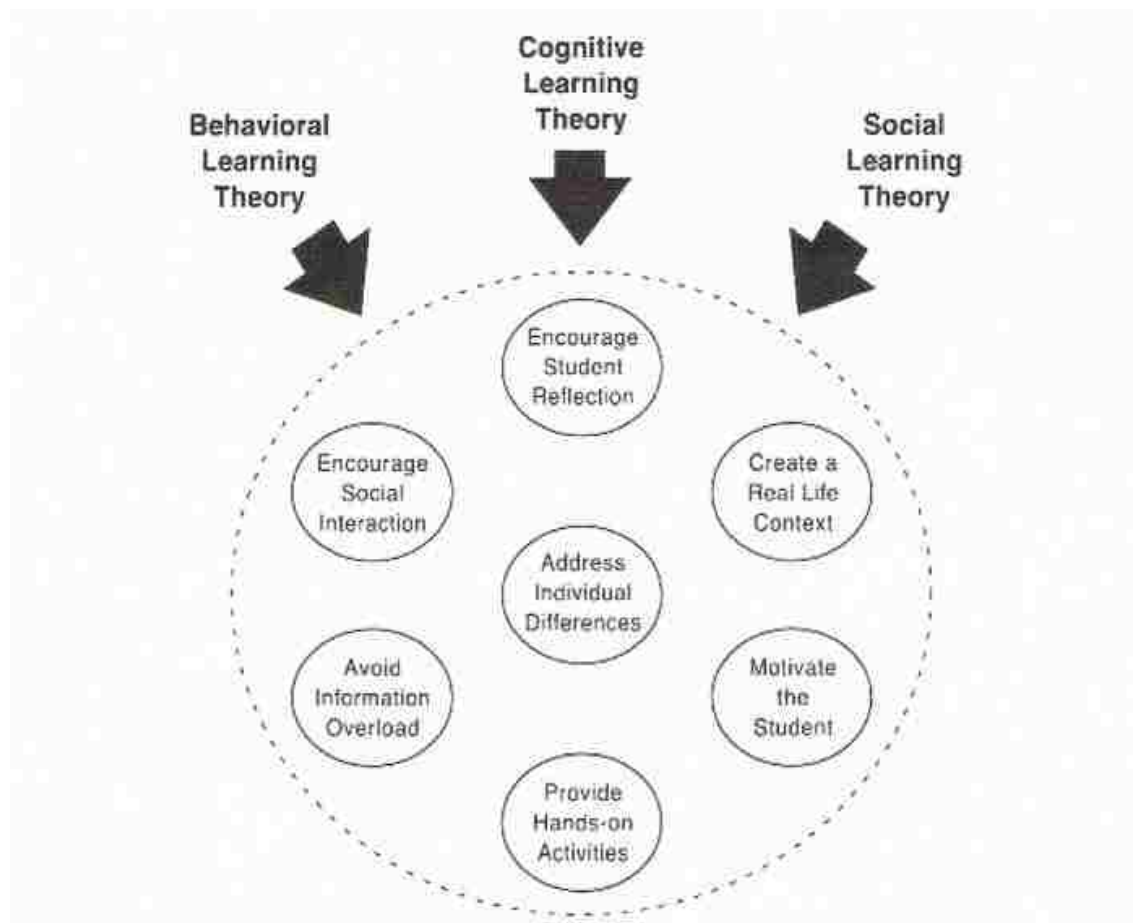 Cognitive
Learning
Theory
Behavioral
Learning
Theory
Social
Learning
Theory
Encourage
Student
Reflection
Encourage
Social
Interaction
Create a
Real Life
Context
Address
Individual
Differences
Avoid
Information
Overload
Motivate
the
Student
Provide
Hands-on
Activities